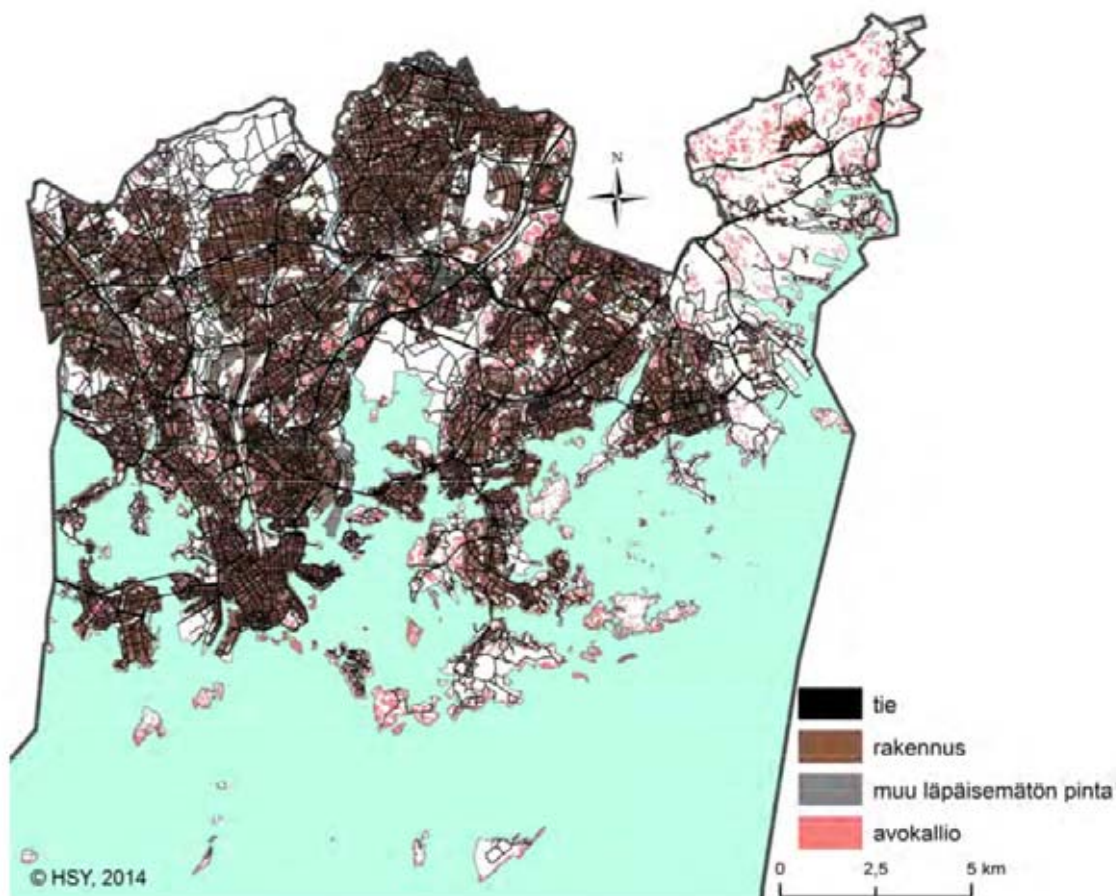 N
tie
rakennus
muu läpäisemätön pinta
avokallio
0 2,5 5 km
© HSY, 2014